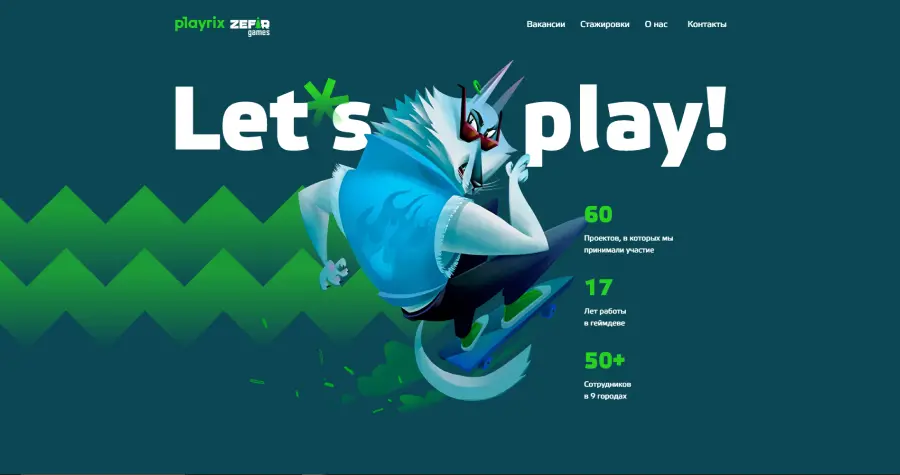 playrix ZEFIR games
Вакансии Стажировки О нас Контакты
Let*s play!
60
Проектов, в которых мы
принимали участие
17
Лет работы
в геймдеве
50+
Сотрудников
в 9 городах